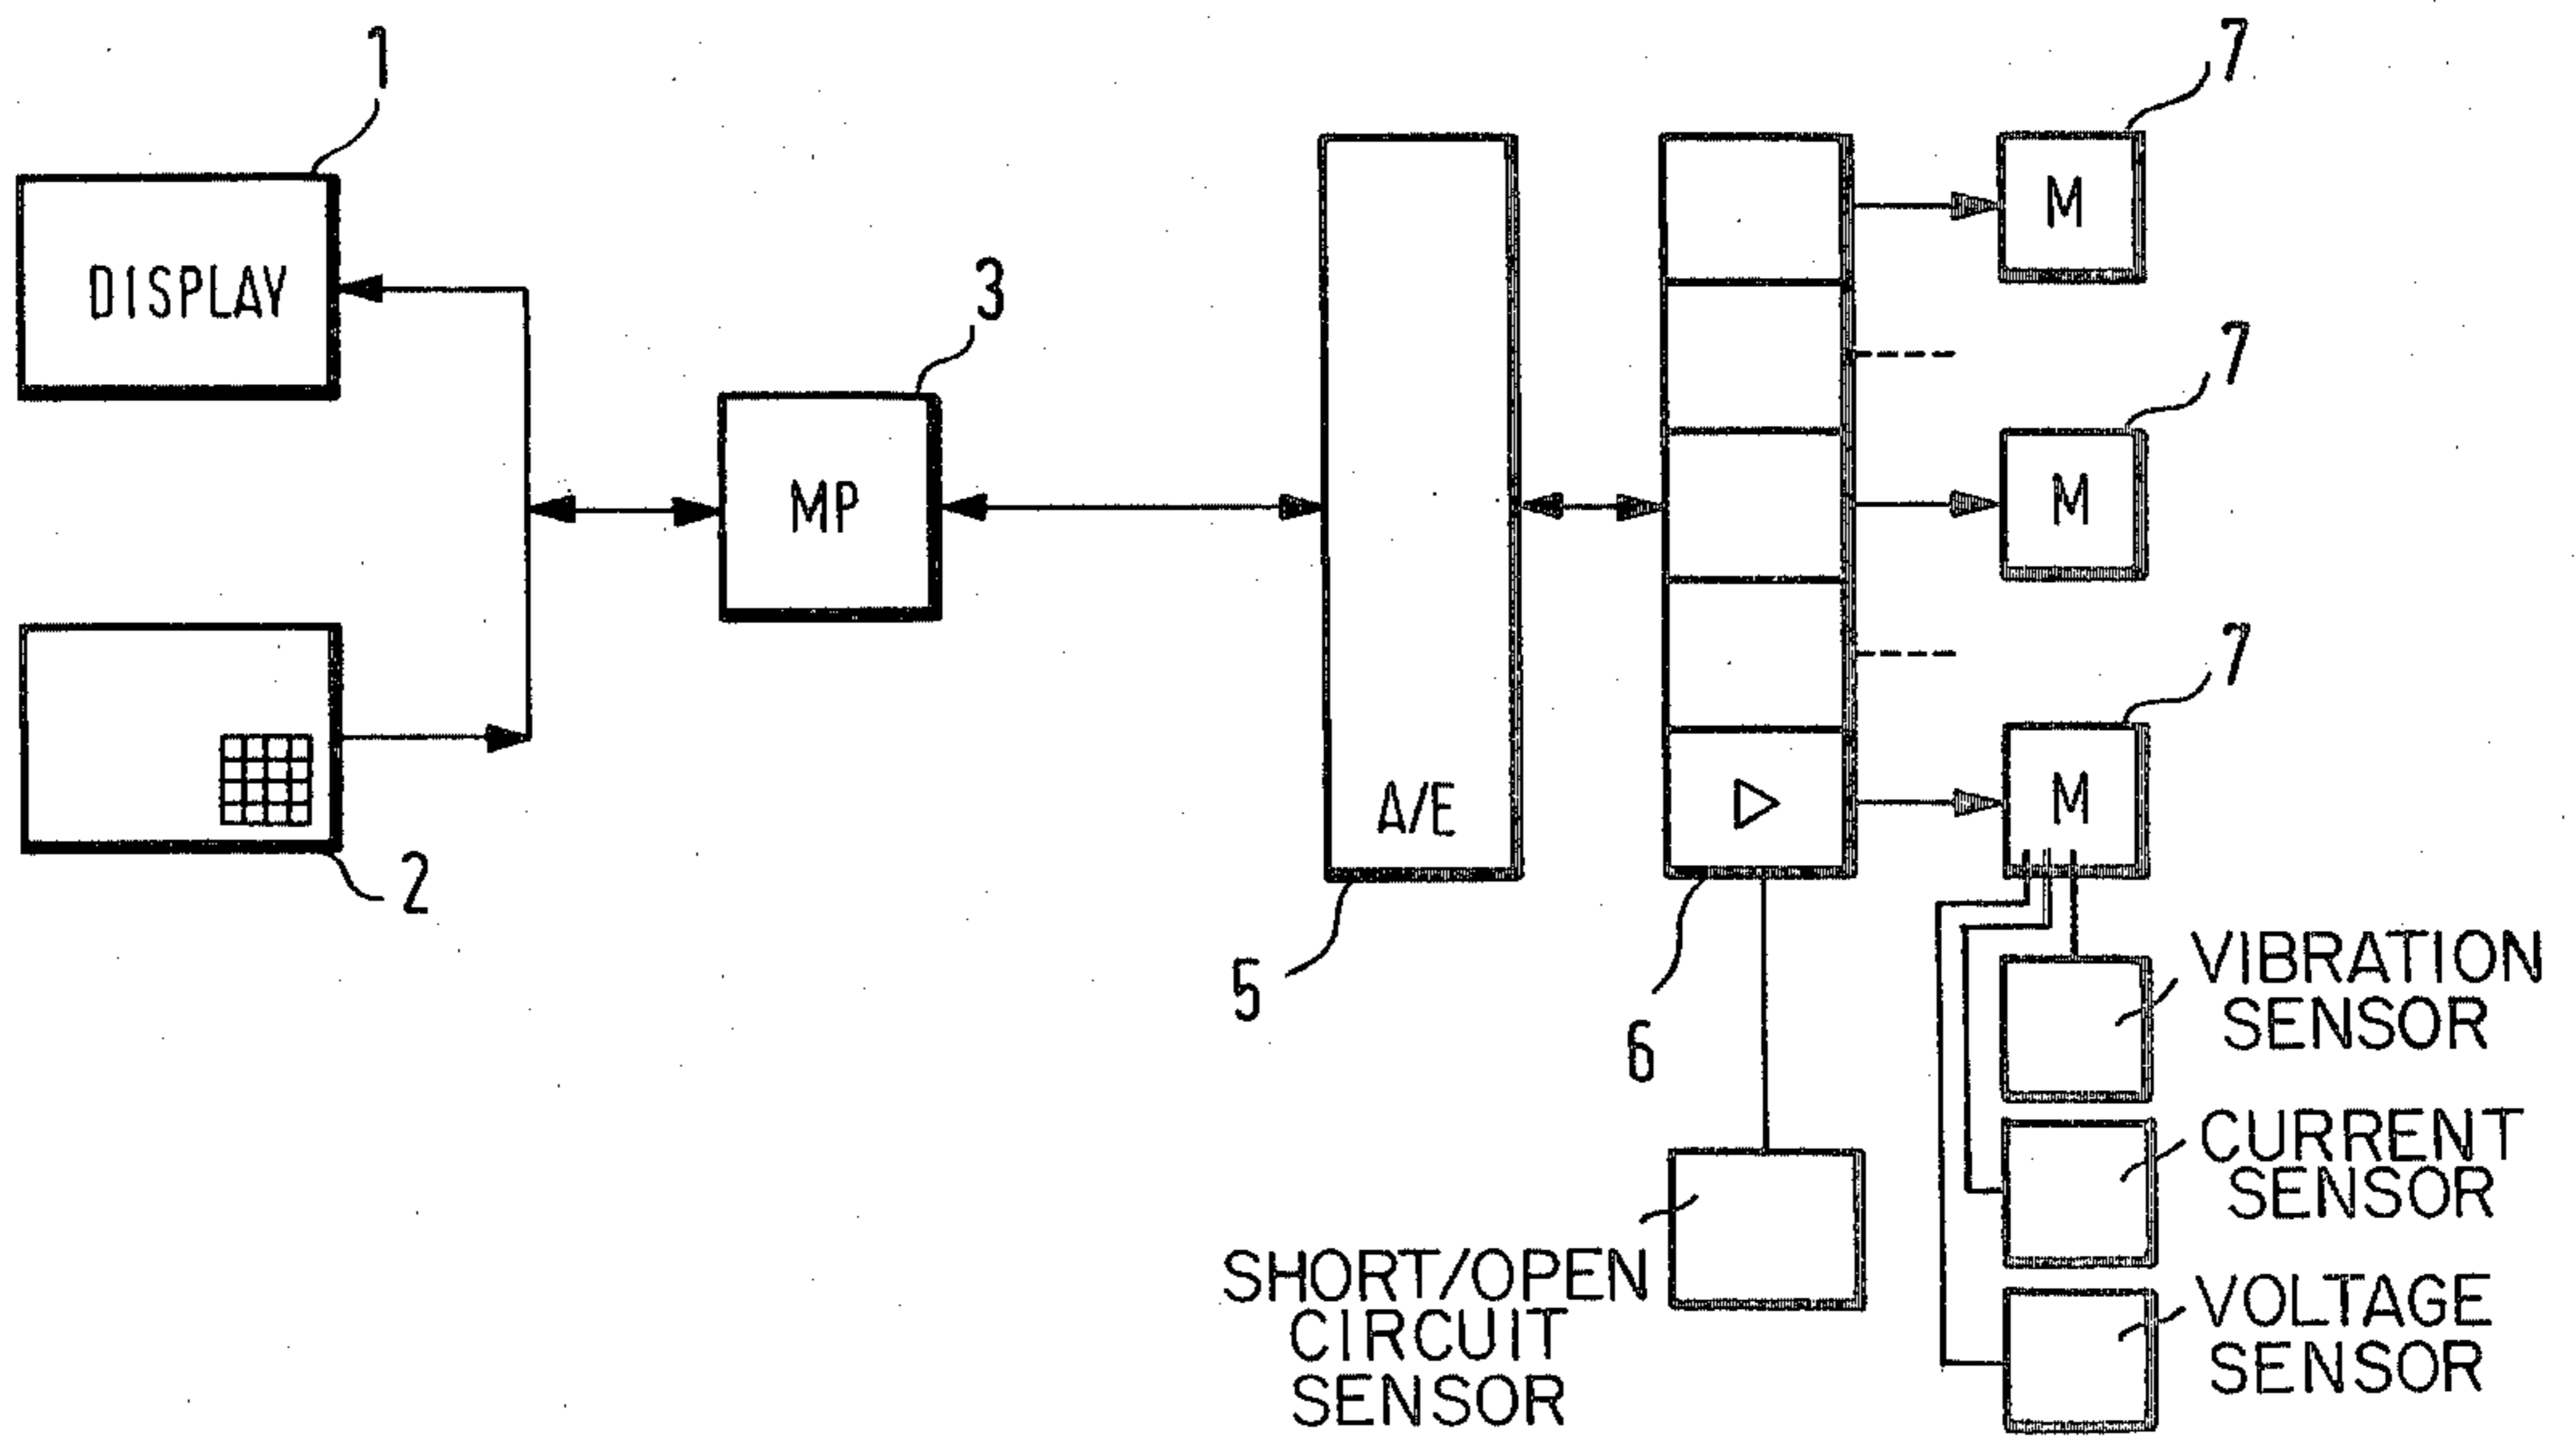 1
7
DISPLAY
M
3
7
MP
M
7
A/E
M
2
5
6
VIBRATION
SENSOR
CURRENT
SENSOR
SHORT/OPEN
CIRCUIT
SENSOR
VOLTAGE
SENSOR